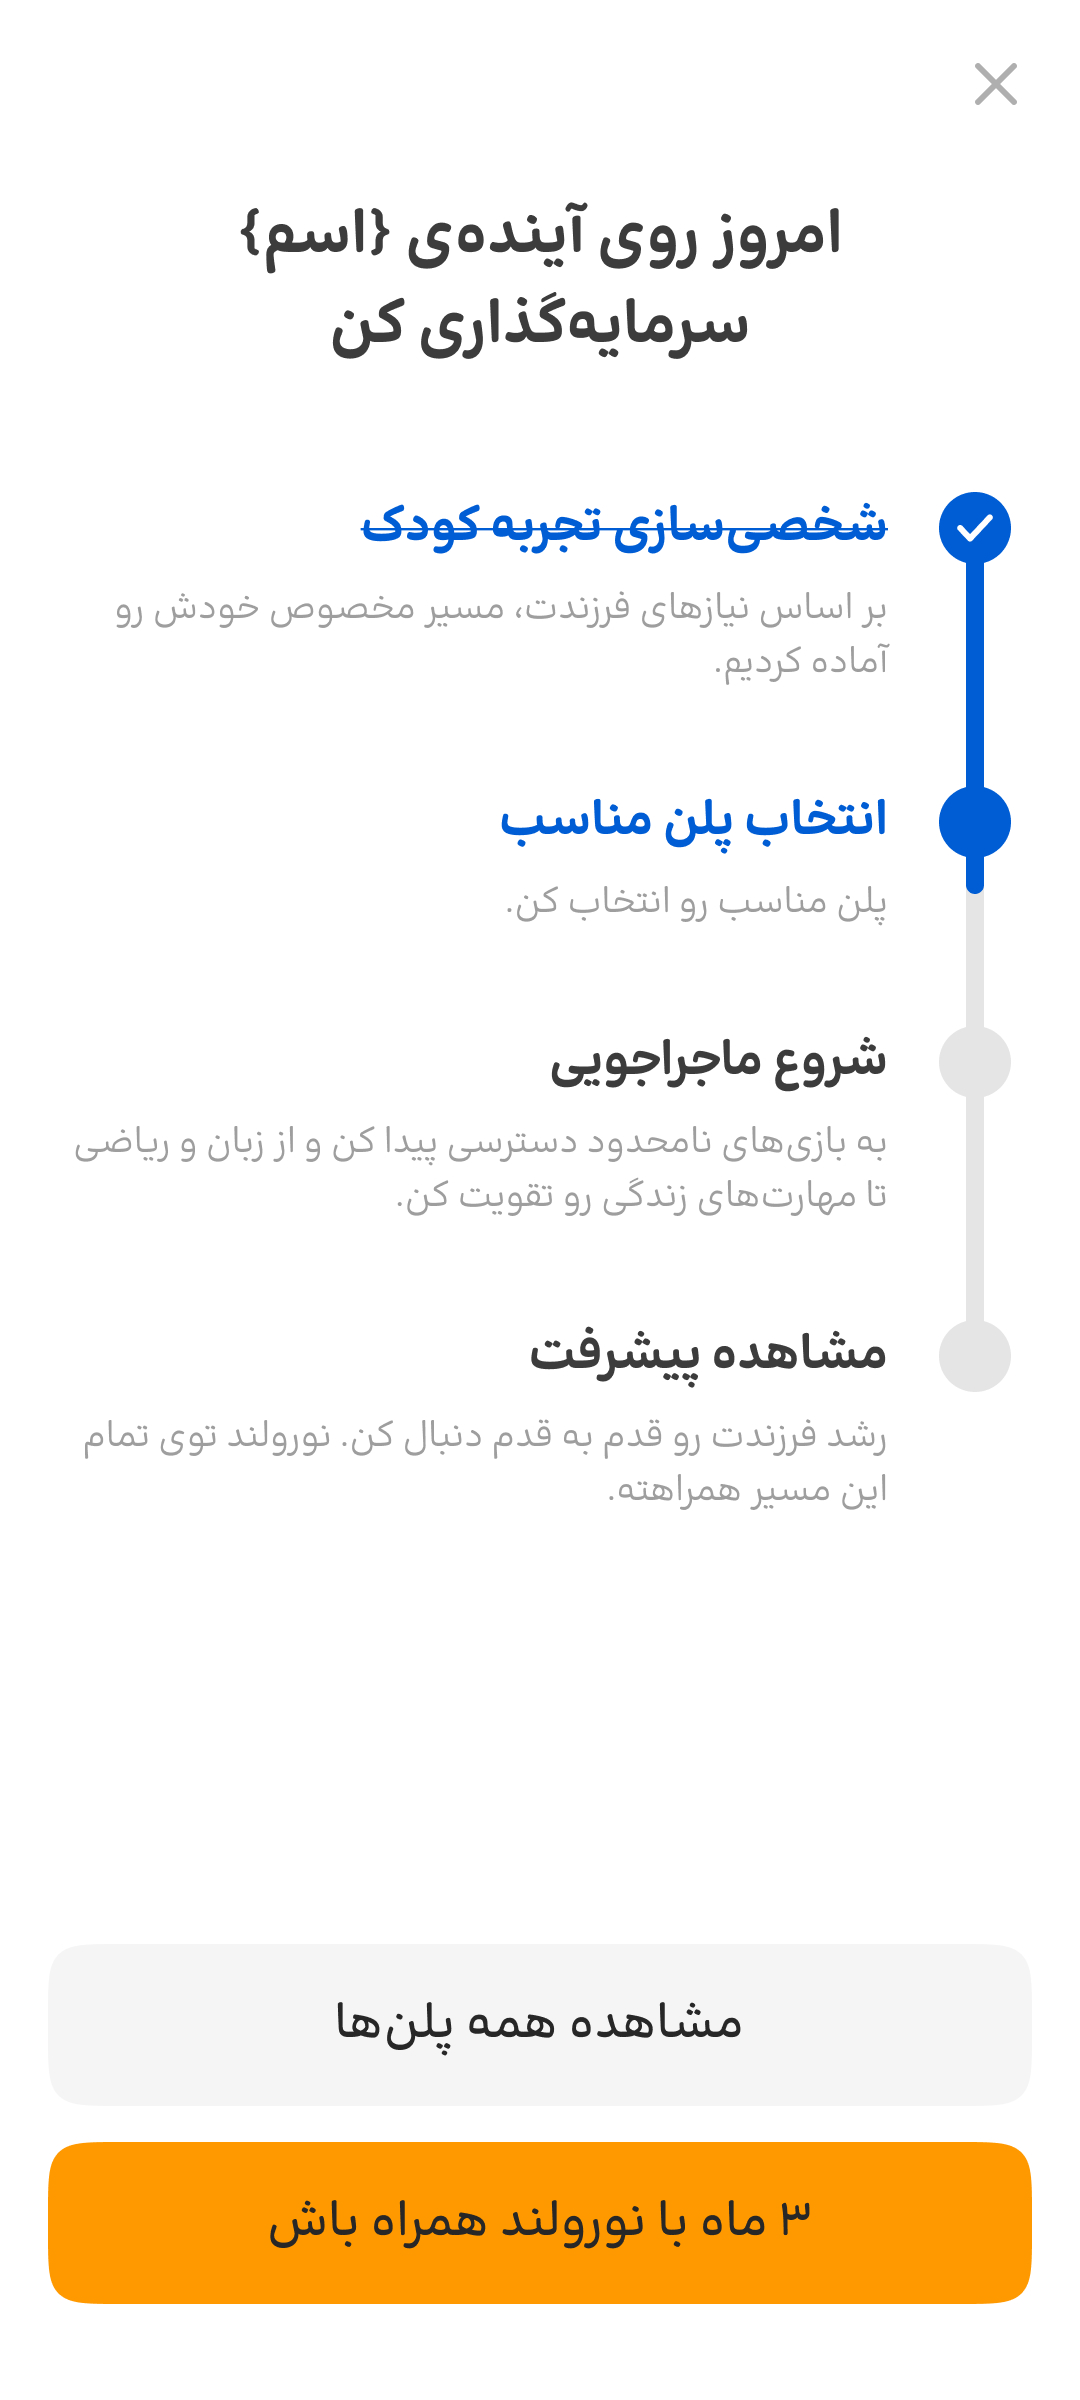 امروز روی آینده‌ی {اسم}
سرمایه‌گذاری کن
شخصی‌سازی تجربه کودک
بر اساس نیازهای فرزندت، مسیر مخصوص خودش رو
آماده کردیم.
انتخاب پلن مناسب
پلن مناسب رو انتخاب کن.
شروع ماجراجویی
به بازی‌های نامحدود دسترسی پیدا کن و از زبان و ریاضی
تا مهارت‌های زندگی رو تقویت کن.
مشاهده پیشرفت
رشد فرزندت رو قدم به قدم دنبال کن. نورولند توی تمام
این مسیر همراهته.
مشاهده همه پلن‌ها
۳ ماه با نورولند همراه باش